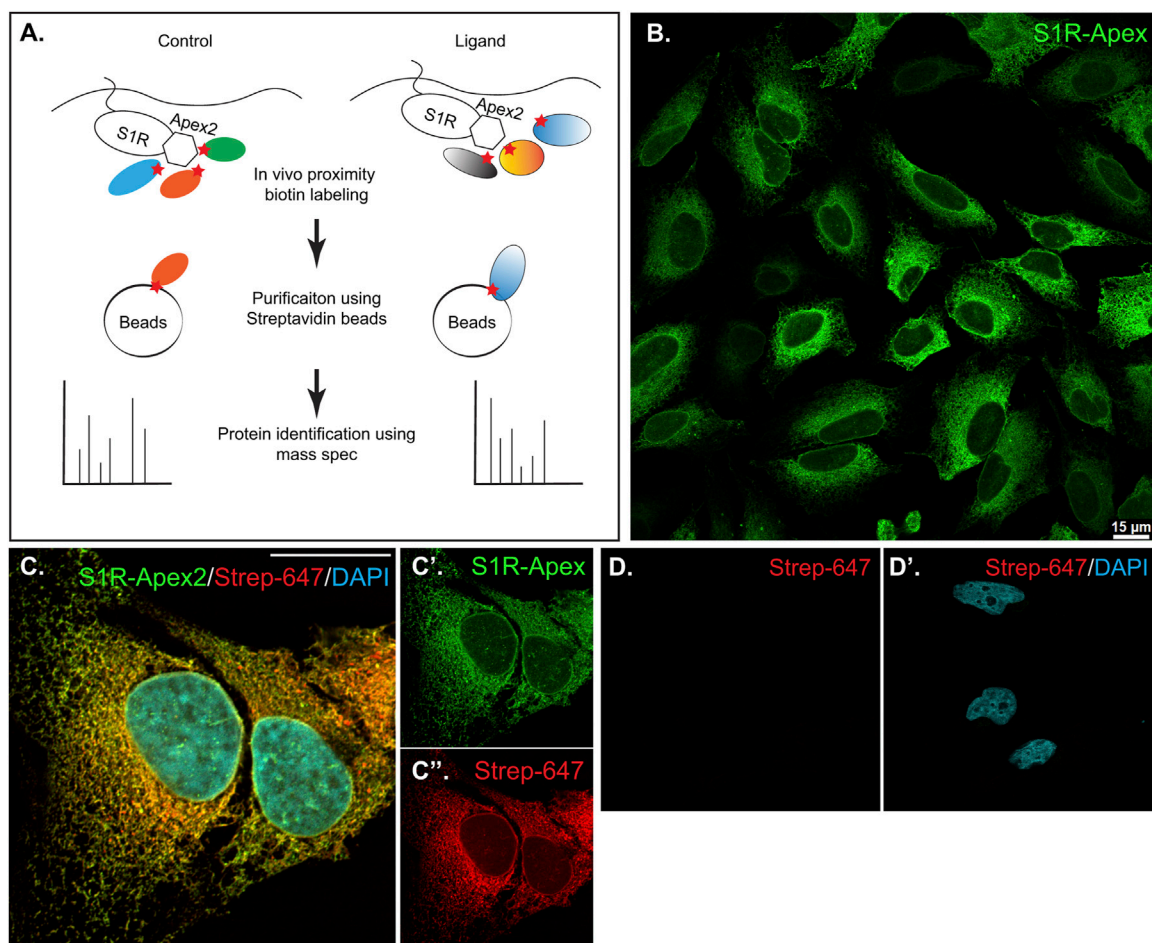 A.
Control
Ligand
S1R
Apex2
S1R
Apex2
In vivo proximity
biotin labeling
Beads
Purificaiton using
Streptavidin beads
Beads
Protein identification using
mass spec
B.
S1R-Apex
15 µm
C.
S1R-Apex2/Strep-647/DAPI
C'.
S1R-Apex
C''.
Strep-647
D.
Strep-647
D'.
Strep-647/DAPI